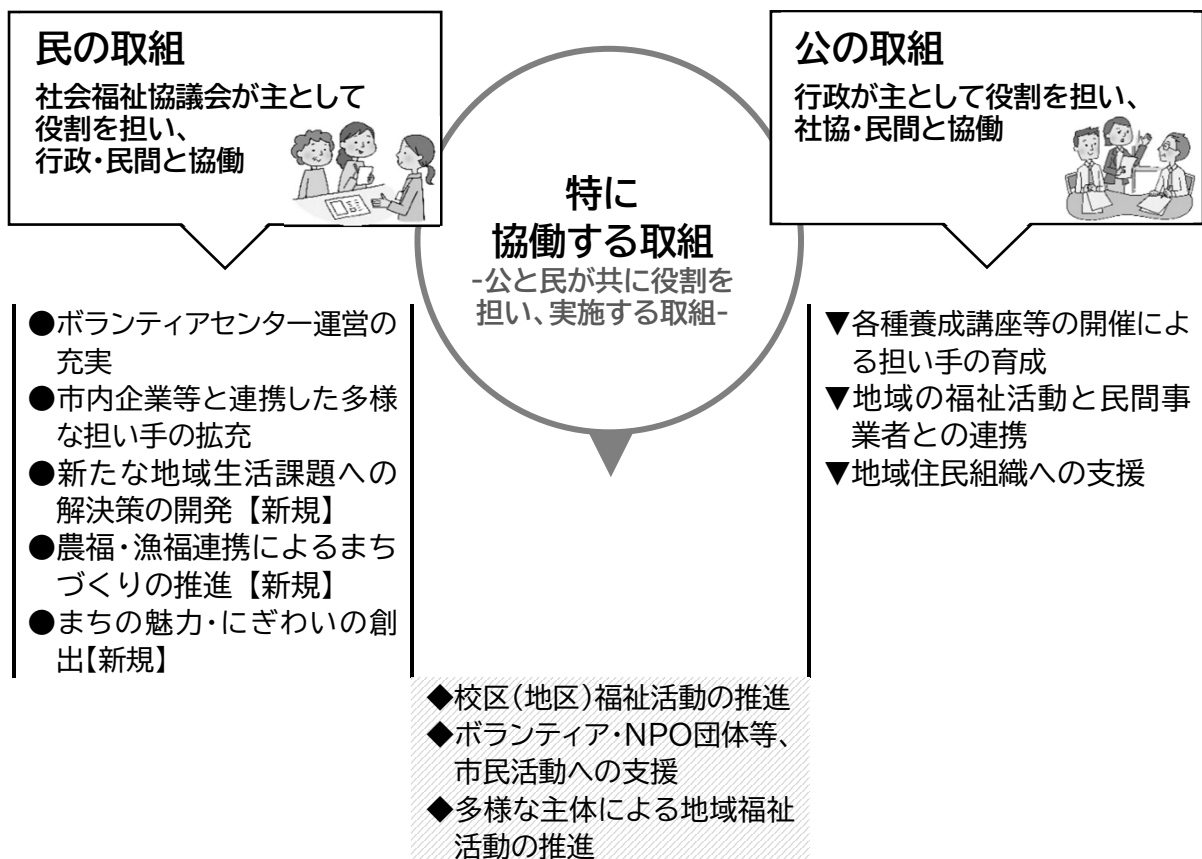 民の取組
社会福祉協議会が主として
役割を担い、
行政・民間と協働
特に
協働する取組
-公と民が共に役割を
担い、実施する取組-
公の取組
行政が主として役割を担い、
社協・民間と協働
●ボランティアセンター運営の
充実
●市内企業等と連携した多様
な担い手の拡充
●新たな地域生活課題への
解決策の開発【新規】
●農福・漁福連携によるまち
づくりの推進【新規】
●まちの魅力・にぎわいの創
出【新規】
▼各種養成講座等の開催によ
る担い手の育成
▼地域の福祉活動と民間事
業者との連携
▼地域住民組織への支援
◆校区(地区)福祉活動の推進
◆ボランティア・NPO団体等、
市民活動への支援
◆多様な主体による地域福祉
活動の推進